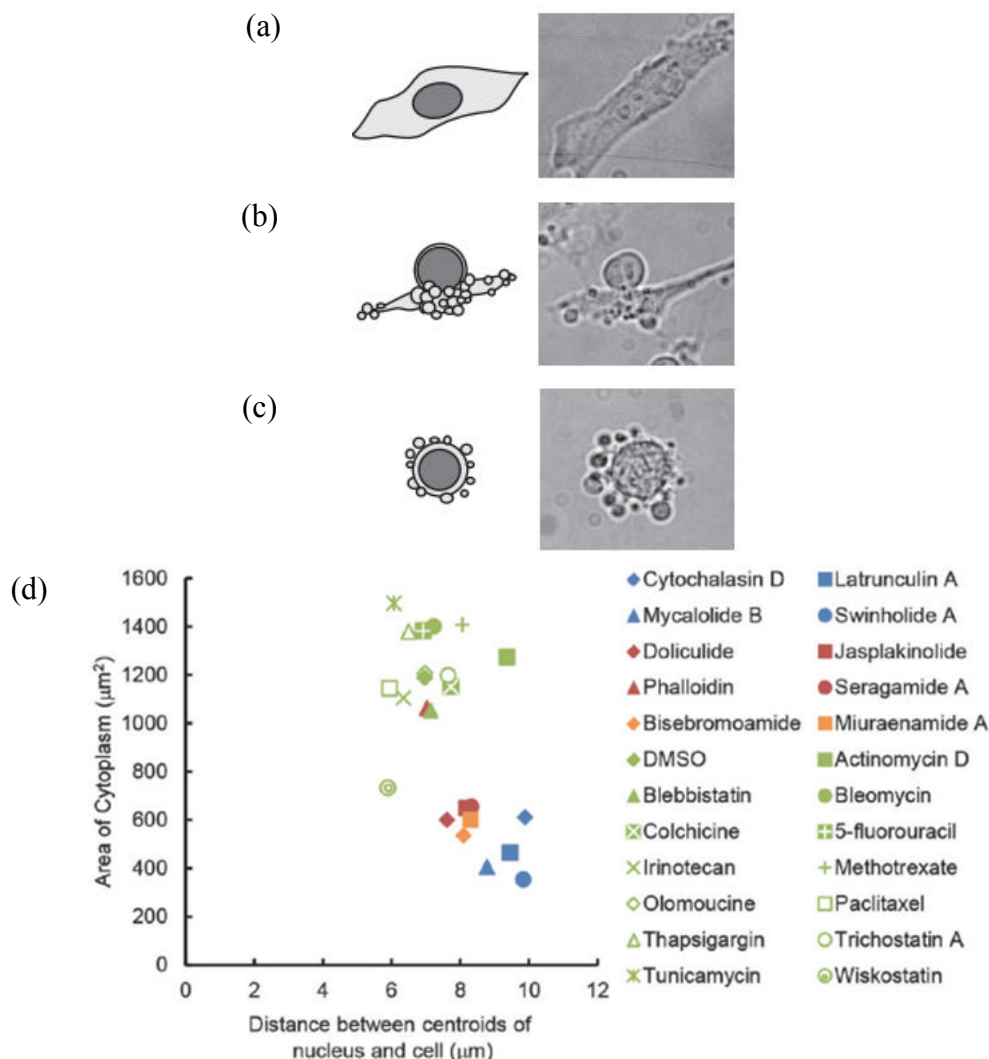 (a)
(b)
(c)
(d)
1600
1400
1200
1000
800
600
400
200
0
Area of Cytoplasm (μm²)
0 2 4 6 8 10 12
Distance between centroids of
nucleus and cell (μm)
Cytochalasin D Latrunculin A
Mycalolide B Swinholide A
Doliculide Jasplakinolide
Phalloidin Seragamide A
Bisebromoamide Miuraenamide A
DMSO Actinomycin D
Blebbistatin Bleomycin
Colchicine 5-fluorouracil
Irinotecan Methotrexate
Olomoucine Paclitaxel
Thapsigargin Trichostatin A
Tunicamycin Wiskostatin